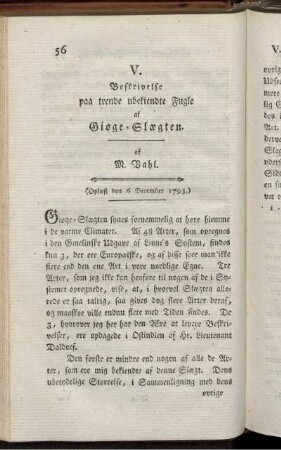 56
V.
Beskrivelse
paa trende ubekiendte Fugle
af
Gioge-Slægten.
af
M. Vahl.
(Oplæst den 6 December 1793.)
Gioge-Slægten synes fornemmelig at høre hiemme
i de varme Climater. Af 48 Arter, som opregnes
i den Gmelinske Udgave af Linne's System, findes
kun 3, der ere Europæiske, og af disse seer man ikke
flere end den ene Art i vore nordlige Egne. Tre
Arter, som jeg ikke kan henføre til nogen af de i Sy-
stemet opregnede, vise, at, i hvorvel Slægten alle-
rede er saa talrig, saa gives dog flere Arter deraf,
og maaskee ville endnu flere med Tiden findes. De
3, hvorover jeg her har den Ære at levere Beskri-
velser, ere opdagede i Ostindien af Hr. Lieutenant
Daldorf.
Den første er mindre end nogen af alle de Ar-
ter, som ere mig bekiendte af denne Slægt. Dens
ubetydelige Størrelse, i Sammenligning med dens
øvrige
V.